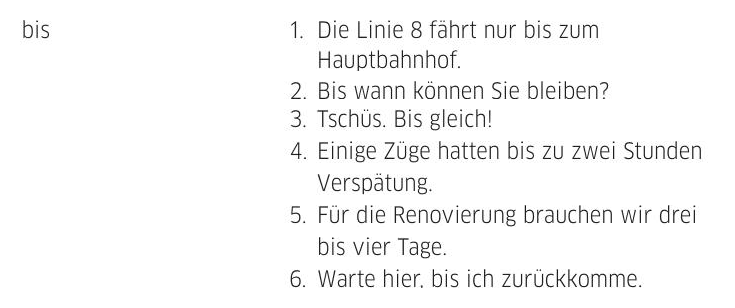 bis
1. Die Linie 8 fährt nur bis zum
Hauptbahnhof.
2. Bis wann können Sie bleiben?
3. Tschüs. Bis gleich!
4. Einige Züge hatten bis zu zwei Stunden
Verspätung.
5. Für die Renovierung brauchen wir drei
bis vier Tage.
6. Warte hier, bis ich zurückkomme.